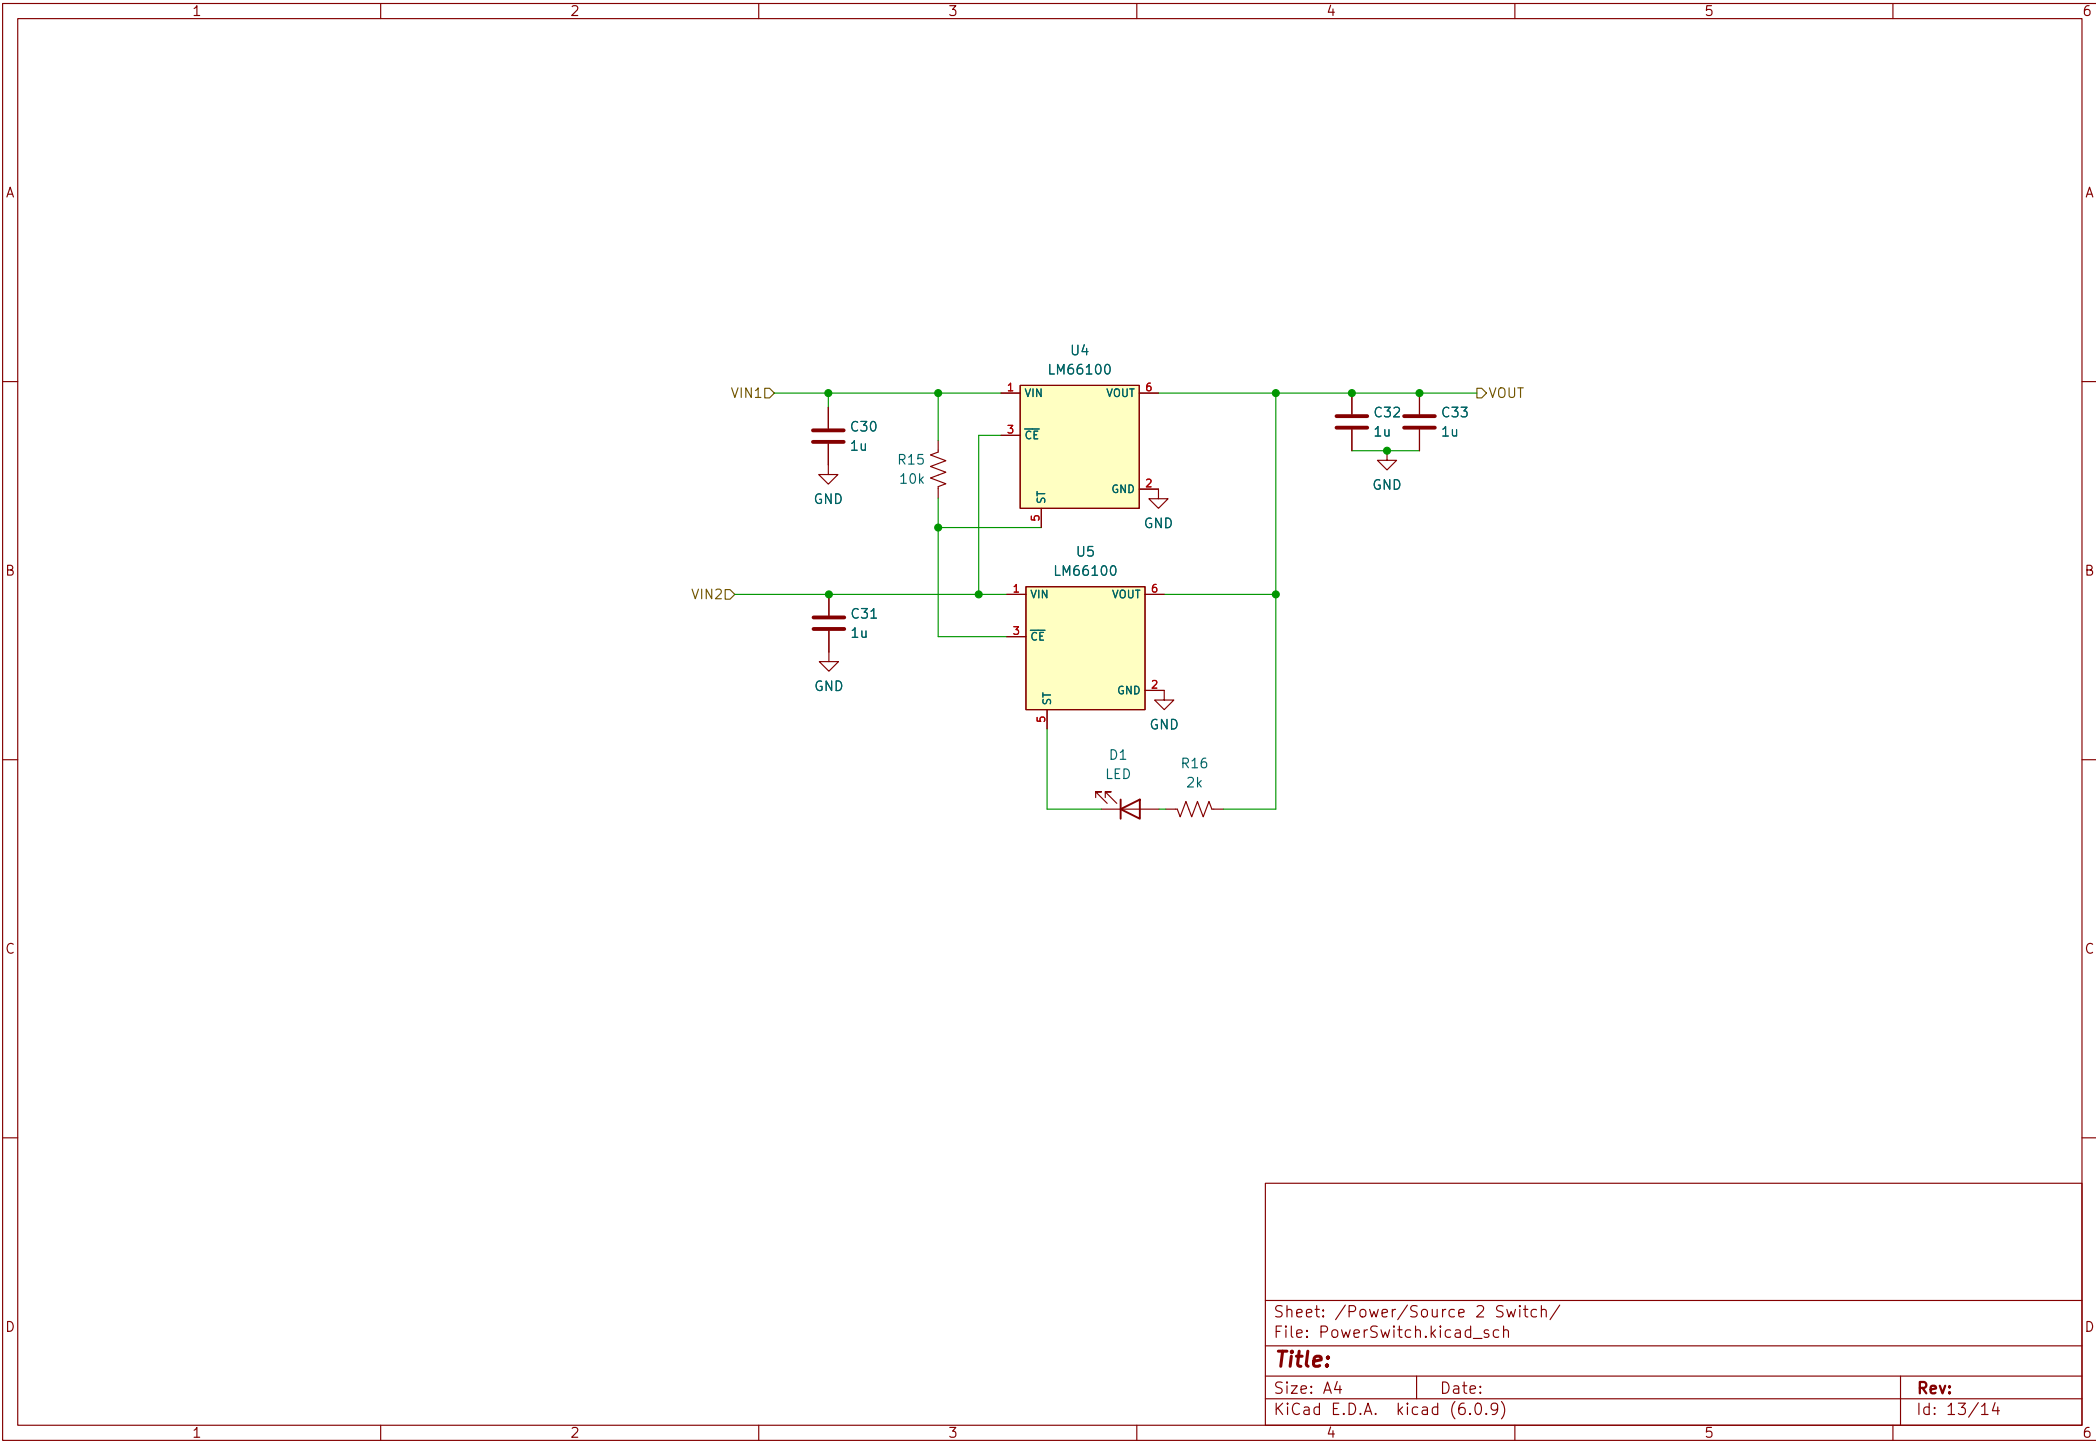 1 2 3 4 5 6
A A
U4
LM66100
VIN1 1 VIN VOUT 6 VOUT
C32 C33
1u 1u
C30
1u
3 CE
R15
10k
GND
GND 2
ST
GND
5
GND
U5
LM66100
B B
VIN2 1 VIN VOUT 6
C31
1u
3 CE
GND
GND 2
ST
5
GND
D1
LED
R16
2k
C C
Sheet: /Power/Source 2 Switch/
File: PowerSwitch.kicad_sch
D D
Title:
Size: A4 Date: Rev:
KiCad E.D.A. kicad (6.0.9) Id: 13/14
1 2 3 4 5 6